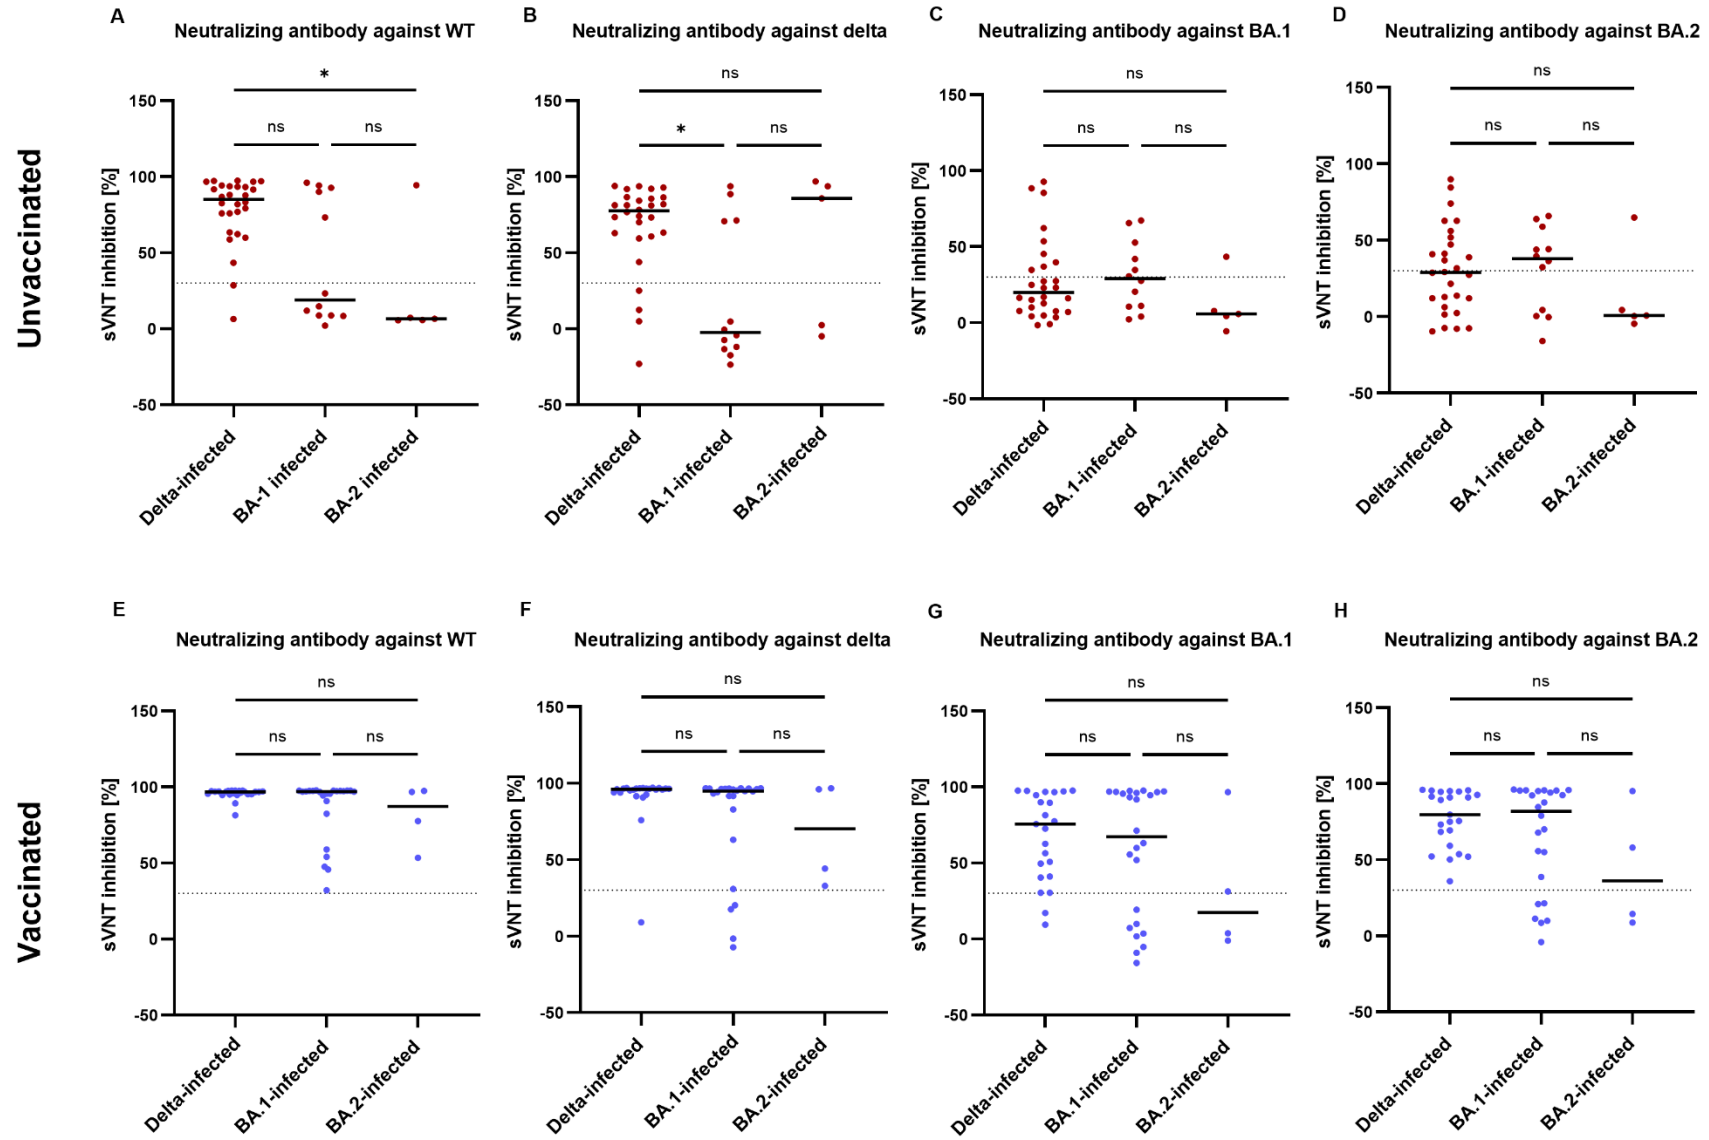 Unvaccinated
A
Neutralizing antibody against WT
*
ns
ns
sVNT inhibition [%]
150
100
50
0
-50
Delta-infected
BA-1 infected
BA-2 infected
B
Neutralizing antibody against delta
ns
*
ns
sVNT inhibition [%]
150
100
50
0
-50
Delta-infected
BA.1-infected
BA.2-infected
C
Neutralizing antibody against BA.1
ns
ns
ns
sVNT inhibition [%]
150
100
50
0
-50
Delta-infected
BA.1-infected
BA.2-infected
D
Neutralizing antibody against BA.2
ns
ns
ns
sVNT inhibition [%]
150
100
50
0
-50
Delta-infected
BA.1-infected
BA.2-infected
Vaccinated
E
Neutralizing antibody against WT
ns
ns
ns
sVNT inhibition [%]
150
100
50
0
-50
Delta-infected
BA.1-infected
BA.2-infected
F
Neutralizing antibody against delta
ns
ns
ns
sVNT inhibition [%]
150
100
50
0
-50
Delta-infected
BA.1-infected
BA.2-infected
G
Neutralizing antibody against BA.1
ns
ns
ns
sVNT inhibition [%]
150
100
50
0
-50
Delta-infected
BA.1-infected
BA.2-infected
H
Neutralizing antibody against BA.2
ns
ns
ns
sVNT inhibition [%]
150
100
50
0
-50
Delta-infected
BA.1-infected
BA.2-infected